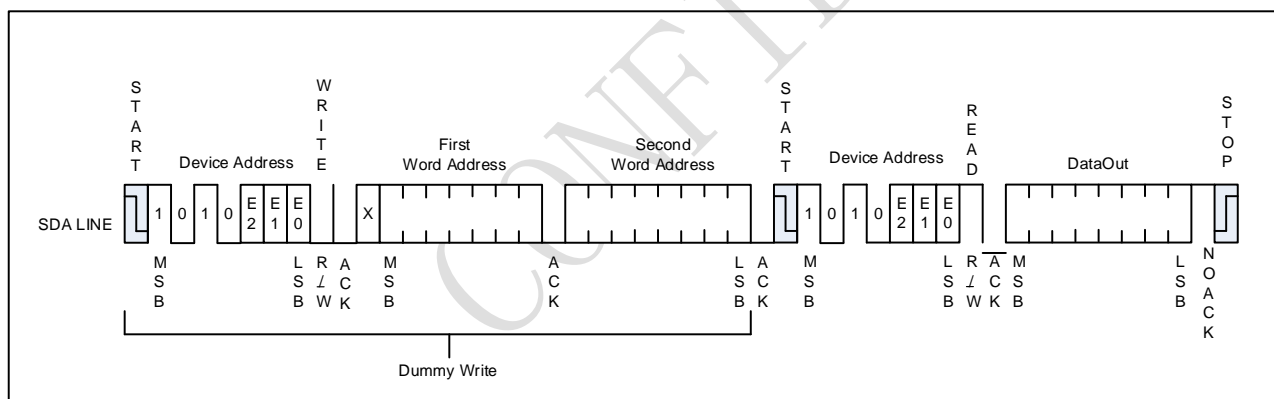 CONFI
START
WRITE
START
READ
STOP
Device Address
First
Word Address
Second
Word Address
Device Address
DataOut
SDA LINE
1 0 1 0 E2 E1 E0 X 1 0 1 0 E2 E1 E0
MSB
LSB
R/W
ACK
MSB
ACK
LSB
ACK
MSB
LSB
R/W
ACK
MSB
LSB
NOACK
Dummy Write